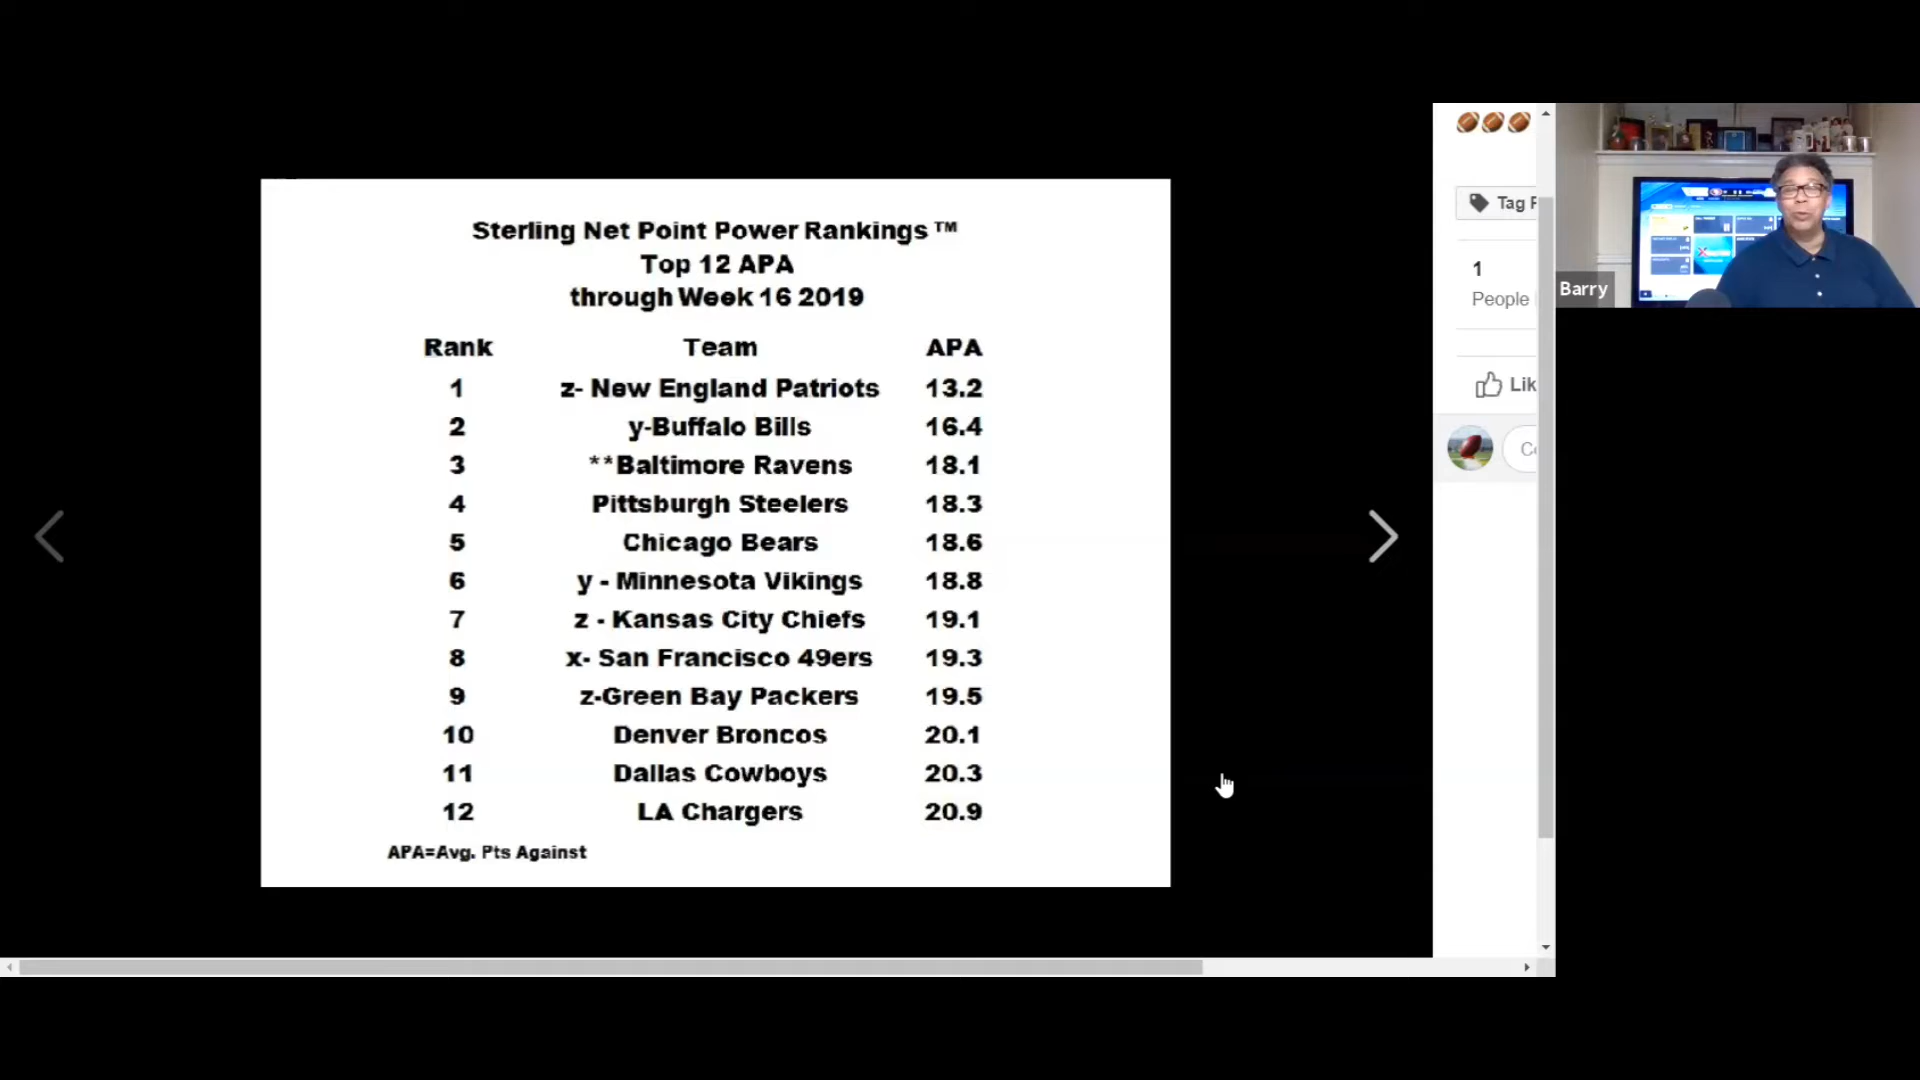 Sterling Net Point Power Rankings ™
Top 12 APA
through Week 16 2019
Rank Team APA
1 z- New England Patriots 13.2
2 y-Buffalo Bills 16.4
3 **Baltimore Ravens 18.1
4 Pittsburgh Steelers 18.3
5 Chicago Bears 18.6
6 y - Minnesota Vikings 18.8
7 z - Kansas City Chiefs 19.1
8 x- San Francisco 49ers 19.3
9 z-Green Bay Packers 19.5
10 Denver Broncos 20.1
11 Dallas Cowboys 20.3
12 LA Chargers 20.9
APA=Avg. Pts Against
Tag
1
People
Lik
Barry